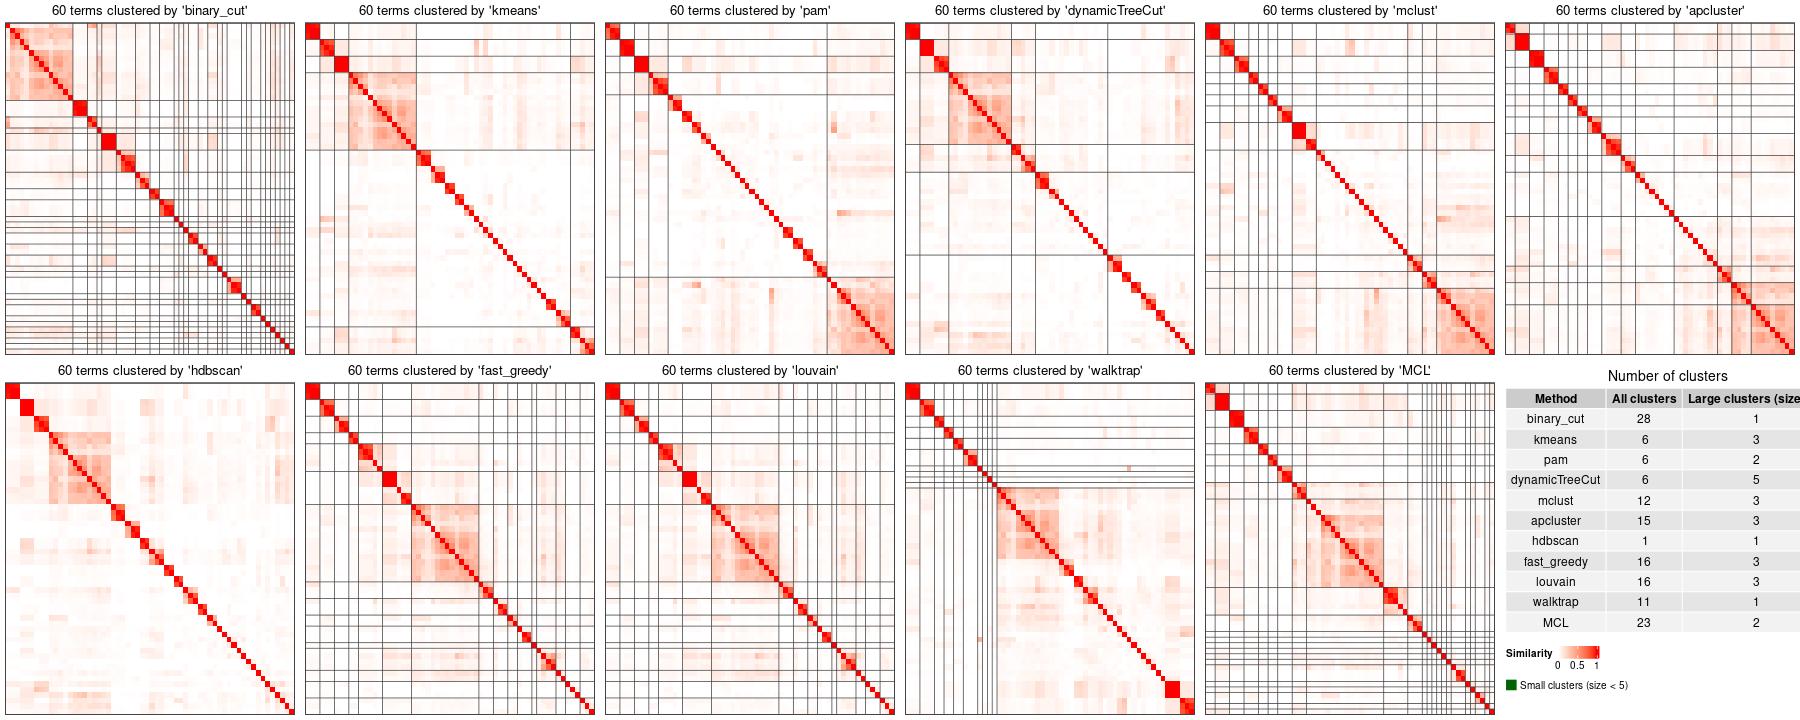 60 terms clustered by 'binary_cut'
60 terms clustered by 'kmeans'
60 terms clustered by 'pam'
60 terms clustered by 'dynamicTreeCut'
60 terms clustered by 'mclust'
60 terms clustered by 'apcluster'
60 terms clustered by 'hdbscan'
60 terms clustered by 'fast_greedy'
60 terms clustered by 'louvain'
60 terms clustered by 'walktrap'
60 terms clustered by 'MCL'
Number of clusters
Method All clusters Large clusters (size
binary_cut 28 1
kmeans 6 3
pam 6 2
dynamicTreeCut 6 5
mclust 12 3
apcluster 15 3
hdbscan 1 1
fast_greedy 16 3
louvain 16 3
walktrap 11 1
MCL 23 2
Similarity
0 0.5 1
Small clusters (size < 5)